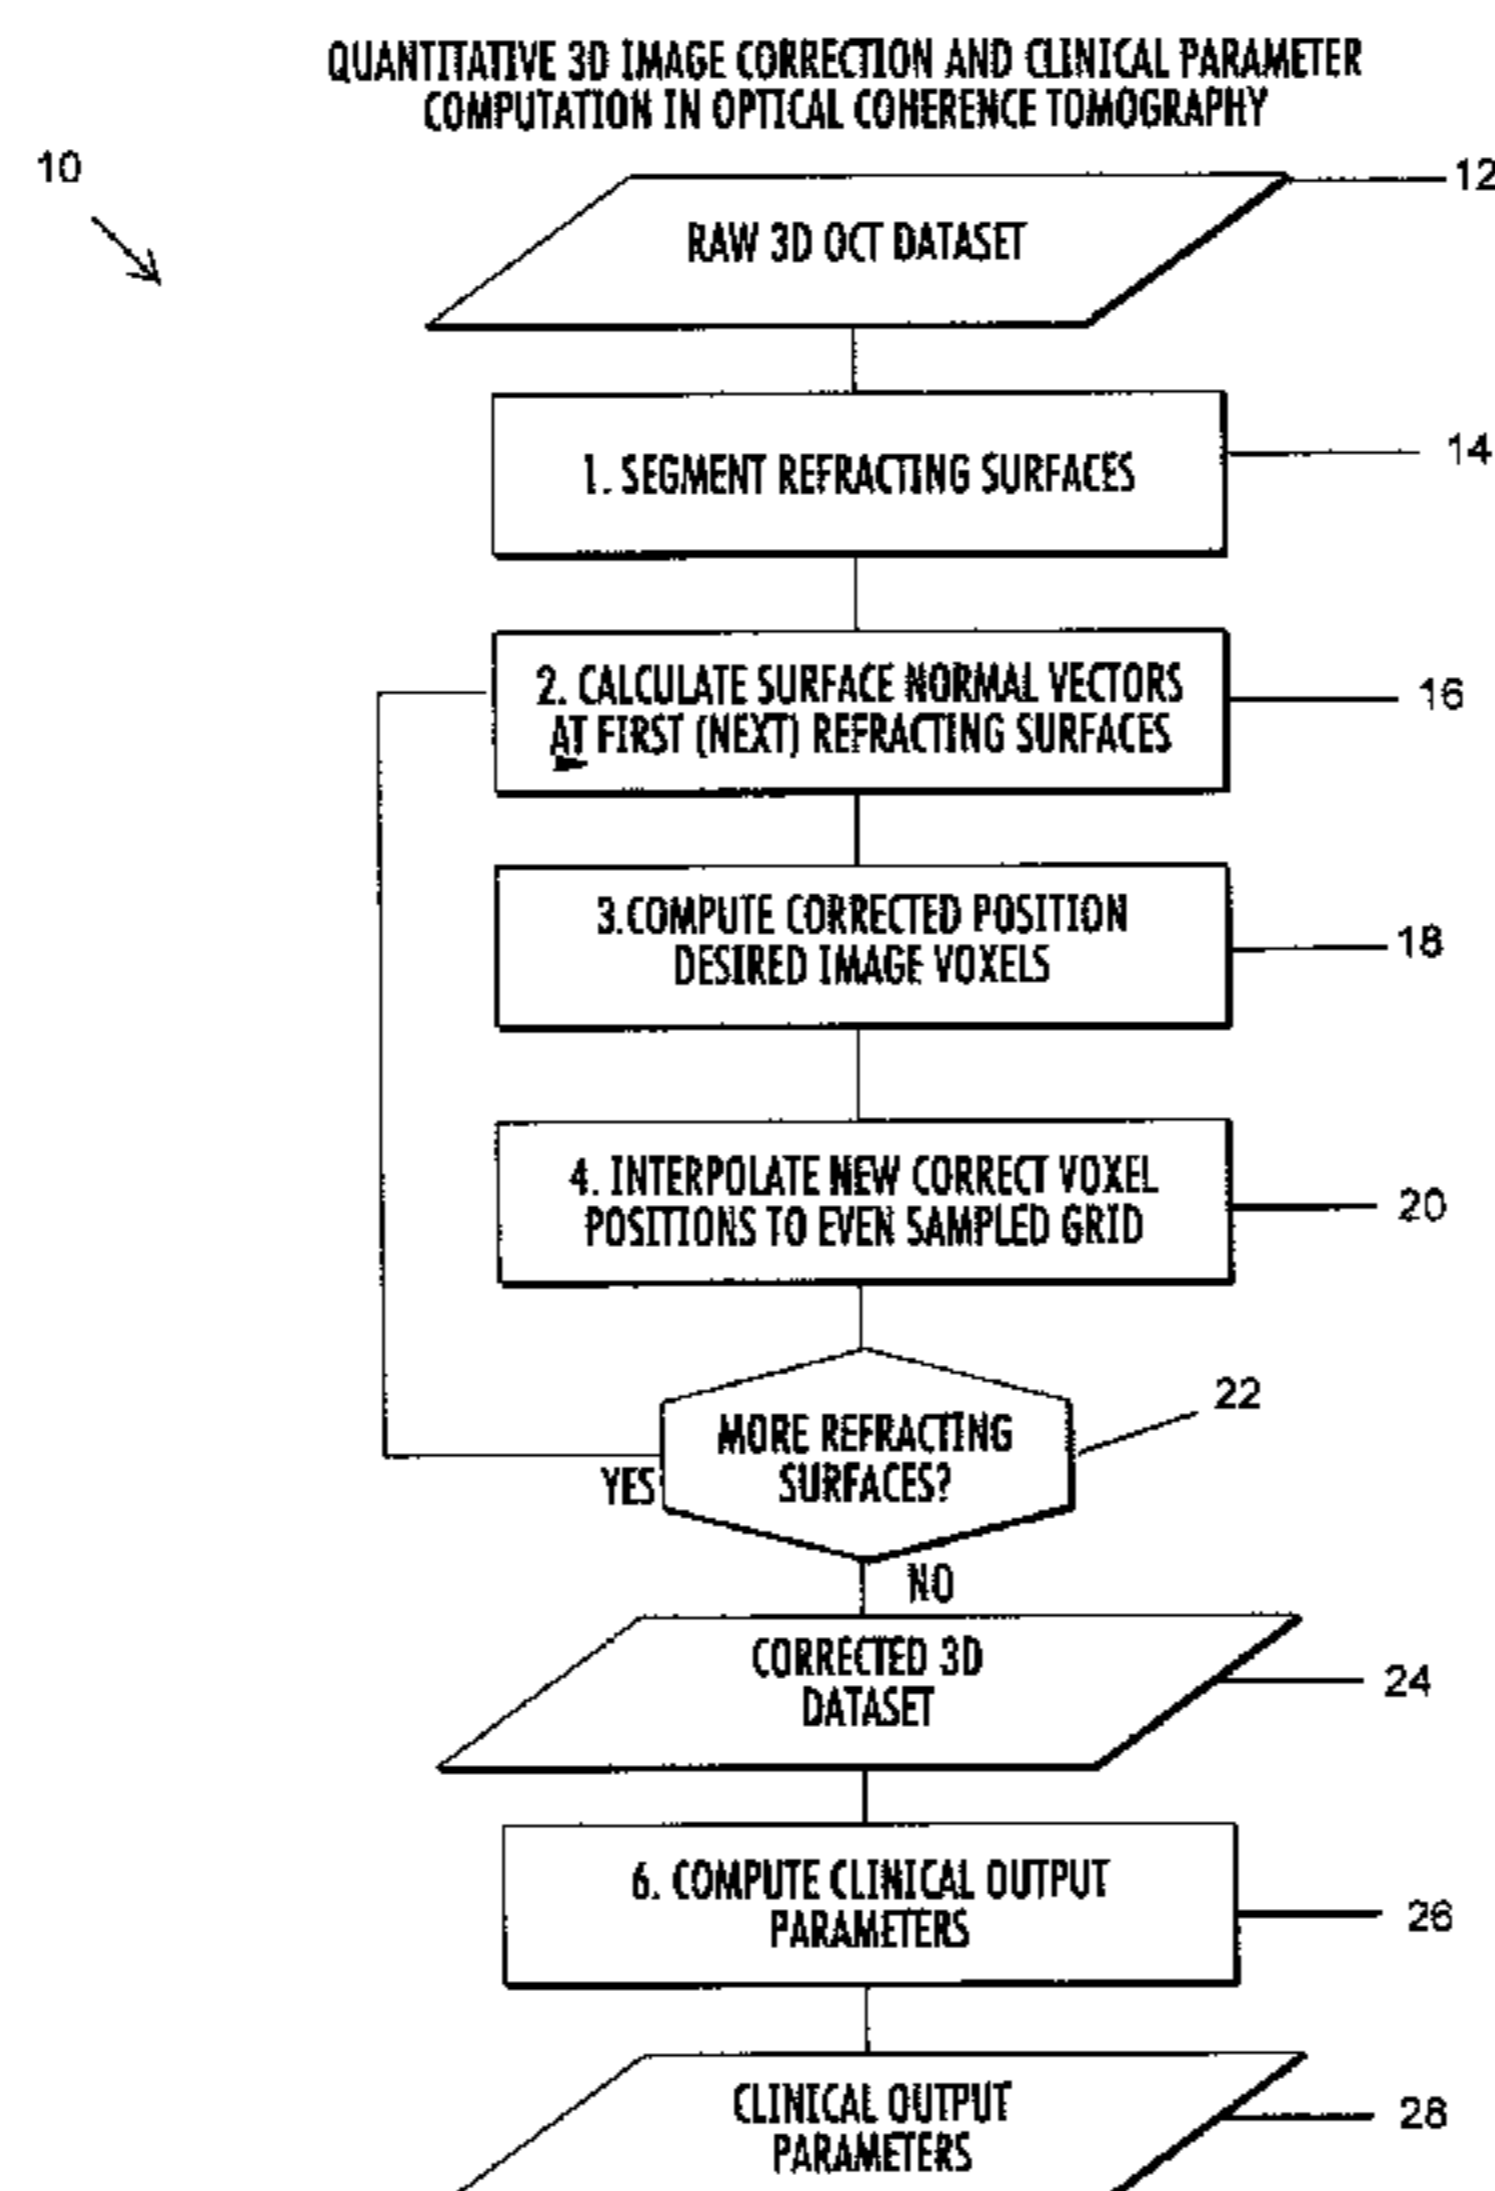 QUANTITATIVE 3D IMAGE CORRECTION AND CLINICAL PARAMETER
COMPUTATION IN OPTICAL COHERENCE TOMOGRAPHY
10
12
RAW 3D OCT DATASET
14
1. SEGMENT REFRACTING SURFACES
2. CALCULATE SURFACE NORMAL VECTORS
AT FIRST (NEXT) REFRACTING SURFACES
16
3.COMPUTE CORRECTED POSITION
DESIRED IMAGE VOXELS
18
4. INTERPOLATE NEW CORRECT VOXEL
POSITIONS TO EVEN SAMPLED GRID
20
22
MORE REFRACTING
SURFACES?
YES
NO
CORRECTED 3D
DATASET
24
6. COMPUTE CLINICAL OUTPUT
PARAMETERS
26
CLINICAL OUTPUT
PARAMETERS
28